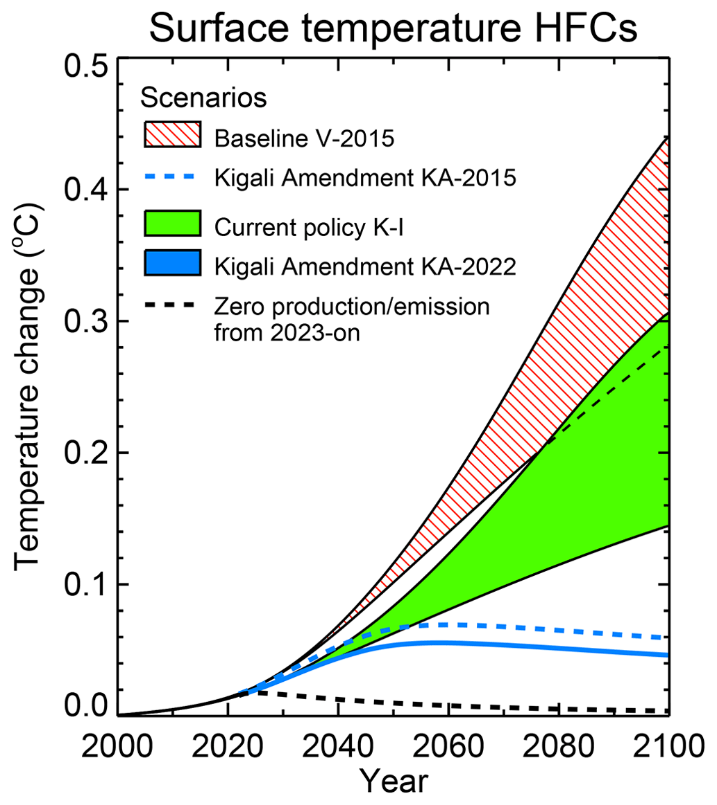 Surface temperature HFCs
0.5
0.4
0.3
0.2
0.1
0.0
Temperature change (ºC)
Scenarios
Baseline V-2015
Kigali Amendment KA-2015
Current policy K-I
Kigali Amendment KA-2022
Zero production/emission
from 2023-on
2000 2020 2040 2060 2080 2100
Year